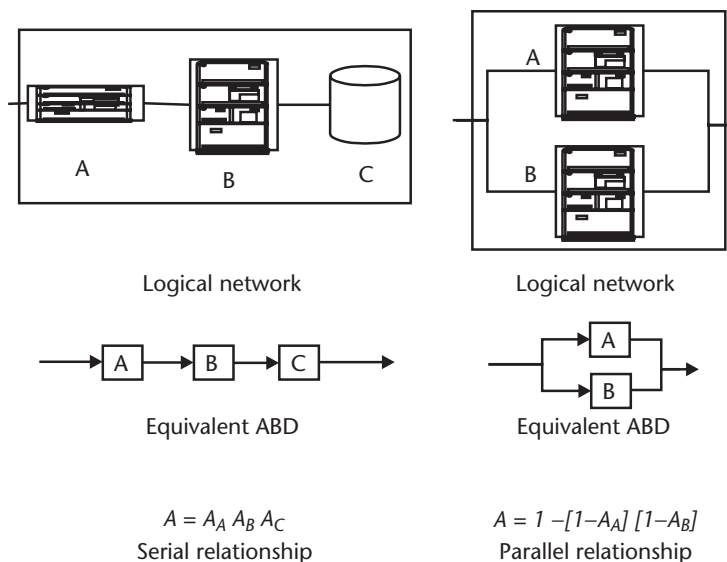 A
B
C
Logical network
A
B
C
Equivalent ABD
A = A_A A_B A_C
Serial relationship
A
B
Logical network
A
B
Equivalent ABD
A = 1 –[1–A_A] [1–A_B]
Parallel relationship